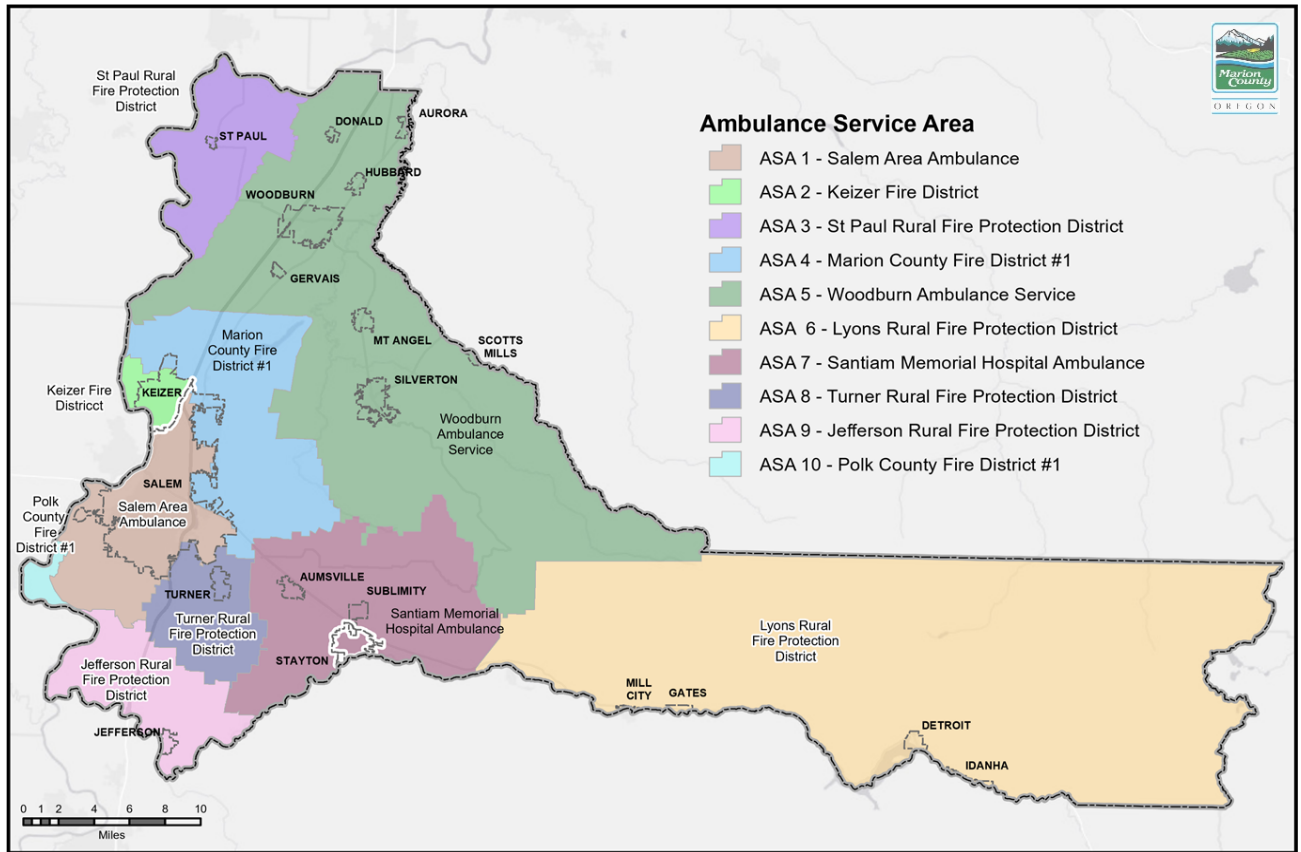 St Paul Rural
Fire Protection
District
ST PAUL
DONALD
AURORA
HUBBARD
WOODBURN
GERVAIS
Marion
County Fire
District #1
MT ANGEL
SCOTTS
MILLS
Keizer Fire
Districct
KEIZER
SILVERTON
Woodburn
Ambulance
Service
SALEM
Salem Area
Ambulance
Polk
County
Fire
District #1
TURNER
Turner Rural
Fire Protection
District
AUMSVILLE
SUBLIMITY
Santiam Memorial
Hospital Ambulance
STAYTON
Jefferson Rural
Fire Protection
District
JEFFERSON
Lyons Rural
Fire Protection
District
MILL
CITY
GATES
DETROIT
IDANHA
Marion
County
OREGON
Ambulance Service Area
ASA 1 - Salem Area Ambulance
ASA 2 - Keizer Fire District
ASA 3 - St Paul Rural Fire Protection District
ASA 4 - Marion County Fire District #1
ASA 5 - Woodburn Ambulance Service
ASA 6 - Lyons Rural Fire Protection District
ASA 7 - Santiam Memorial Hospital Ambulance
ASA 8 - Turner Rural Fire Protection District
ASA 9 - Jefferson Rural Fire Protection District
ASA 10 - Polk County Fire District #1
0 1 2 4 6 8 10
Miles